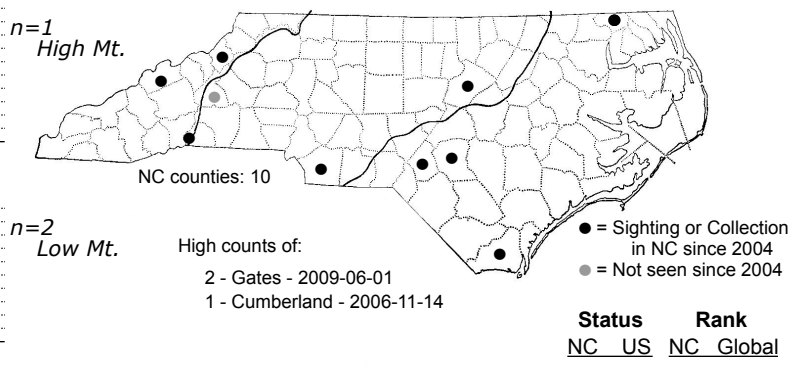 n=1
High Mt.
NC counties: 10
n=2
Low Mt.
High counts of:
2 - Gates - 2009-06-01
1 - Cumberland - 2006-11-14
= Sighting or Collection
in NC since 2004
= Not seen since 2004
Status Rank
NC US NC Global